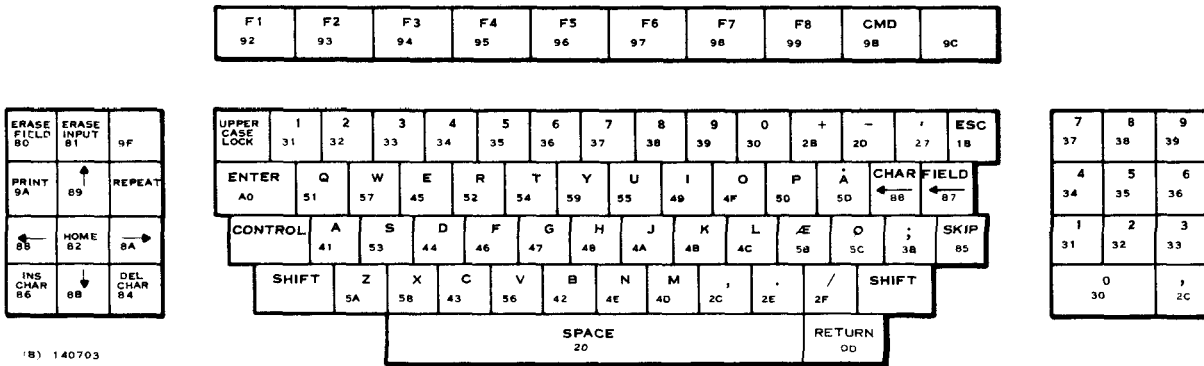 F1 F2 F3 F4 F5 F6 F7 F8 CMD
92 93 94 95 96 97 98 99 9B 9C
ERASE ERASE
FIELD INPUT
80 81 9F
PRINT REPEAT
9A 89
HOME
88 82 8A
INS DEL
CHAR CHAR
86 8B 84
UPPER 1 2 3 4 5 6 7 8 9 0 + - ' ESC
CASE
LOCK 31 32 33 34 35 36 37 38 39 30 2B 2D 27 1B
ENTER Q W E R T Y U I O P Å CHAR FIELD
A0 51 57 45 52 54 59 55 49 4F 50 5D 88 87
CONTROL A S D F G H J K L Æ Ø ; SKIP
41 53 44 46 47 48 4A 4B 4C 5B 5C 3B 85
SHIFT Z X C V B N M , . / SHIFT
5A 58 43 56 42 4E 4D 2C 2E 2F
SPACE RETURN
20 0D
7 8 9
37 38 39
4 5 6
34 35 36
1 2 3
31 32 33
0 ,
30 2C
(8) 140703